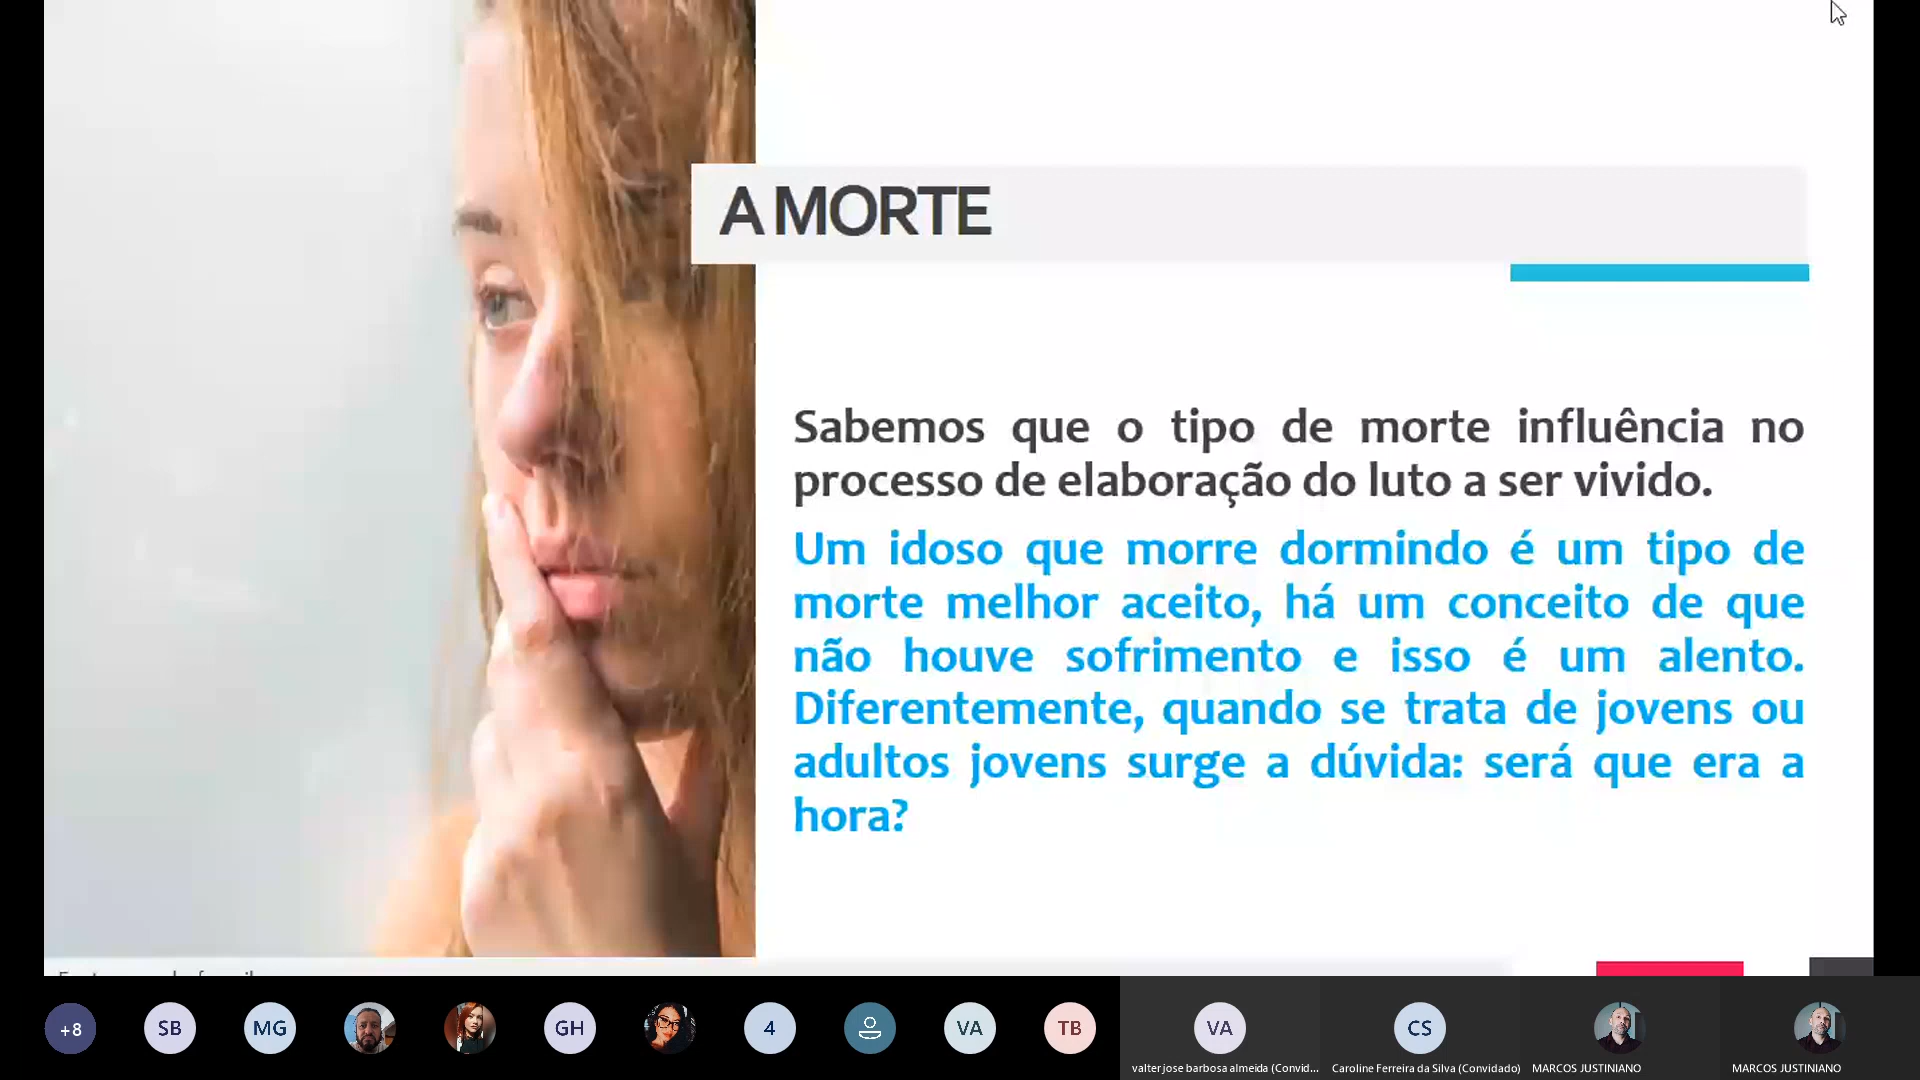 A MORTE
Sabemos que o tipo de morte influência no
processo de elaboração do luto a ser vivido.
Um idoso que morre dormindo é um tipo de
morte melhor aceito, há um conceito de que
não houve sofrimento e isso é um alento.
Diferentemente, quando se trata de jovens ou
adultos jovens surge a dúvida: será que era a
hora?
+8
SB
MG
GH
4
VA
TB
VA
CS
valter jose barbosa almeida (Convid...
Caroline Ferreira da Silva (Convidado)
MARCOS JUSTINIANO
MARCOS JUSTINIANO